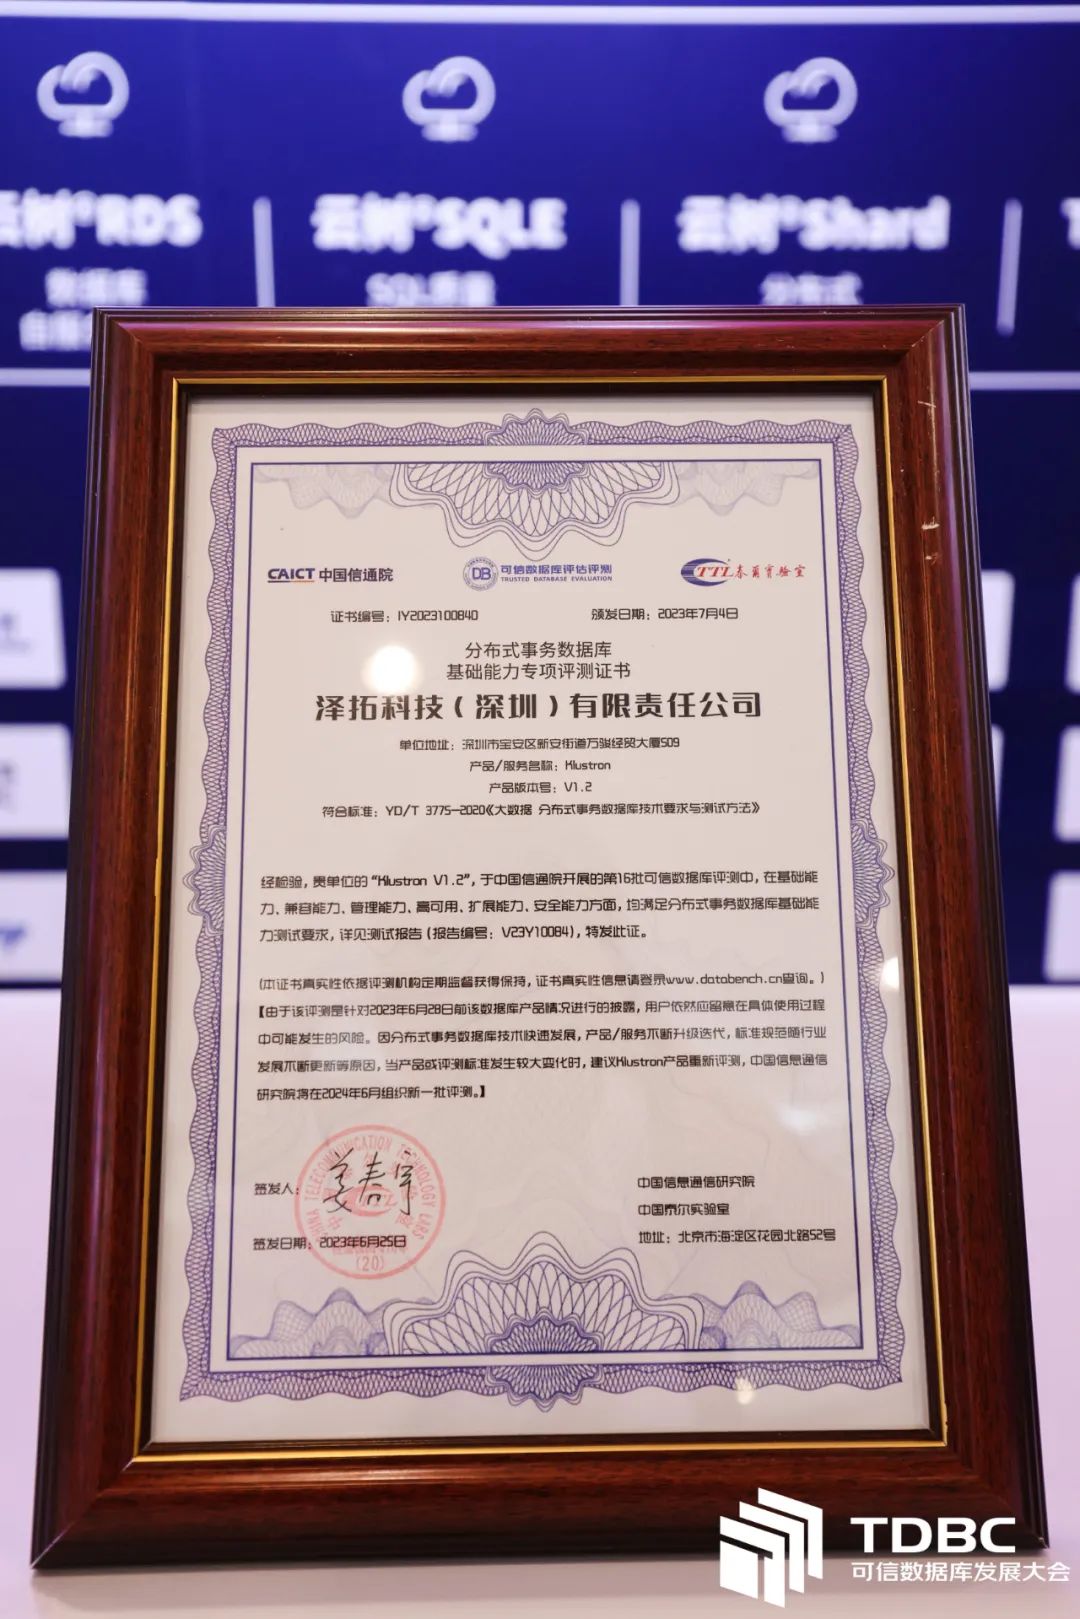 云树®RDS
云树®SQLE
云树®Shard
数据库
SQL质量
分布式
CAICT 中国信通院
DB
可信数据库评估评测
TRUSTED DATABASE EVALUATION
TTL 泰尔实验室
证书编号：IY2023100840
颁发日期：2023年7月4日
分布式事务数据库
基础能力专项评测证书
泽拓科技（深圳）有限责任公司
单位地址：深圳市宝安区新安街道万骏经贸大厦509
产品/服务名称：Klustron
产品版本号：V1.2
符合标准：YD/T 3775—2020《大数据 分布式事务数据库技术要求与测试方法》
经检验，贵单位的“Klustron V1.2”，于中国信通院开展的第16批可信数据库评测中，在基础能
力、兼容能力、管理能力、高可用、扩展能力、安全能力方面，均满足分布式事务数据库基础能
力测试要求，详见测试报告（报告编号：V23Y10084），特发此证。
（本证书真实性依据评测机构定期监督获得保持，证书真实性信息请登录www.databench.cn查询。）
【由于该评测是针对2023年6月28日前该数据库产品情况进行的披露，用户依然应留意在具体使用过程
中可能发生的风险。因分布式事务数据库技术快速发展，产品/服务不断升级迭代，标准规范随行业
发展不断更新等原因，当产品或评测标准发生较大变化时，建议Klustron产品重新评测，中国信息通信
研究院将在2024年6月组织新一批评测。】
CHINA TELECOMMUNICATION TECHNOLOGY LABS
签发人：
姜春宇
签发日期：2023年6月25日
(20)
中国信息通信研究院
中国泰尔实验室
地址：北京市海淀区花园北路52号
TDBC
可信数据库发展大会